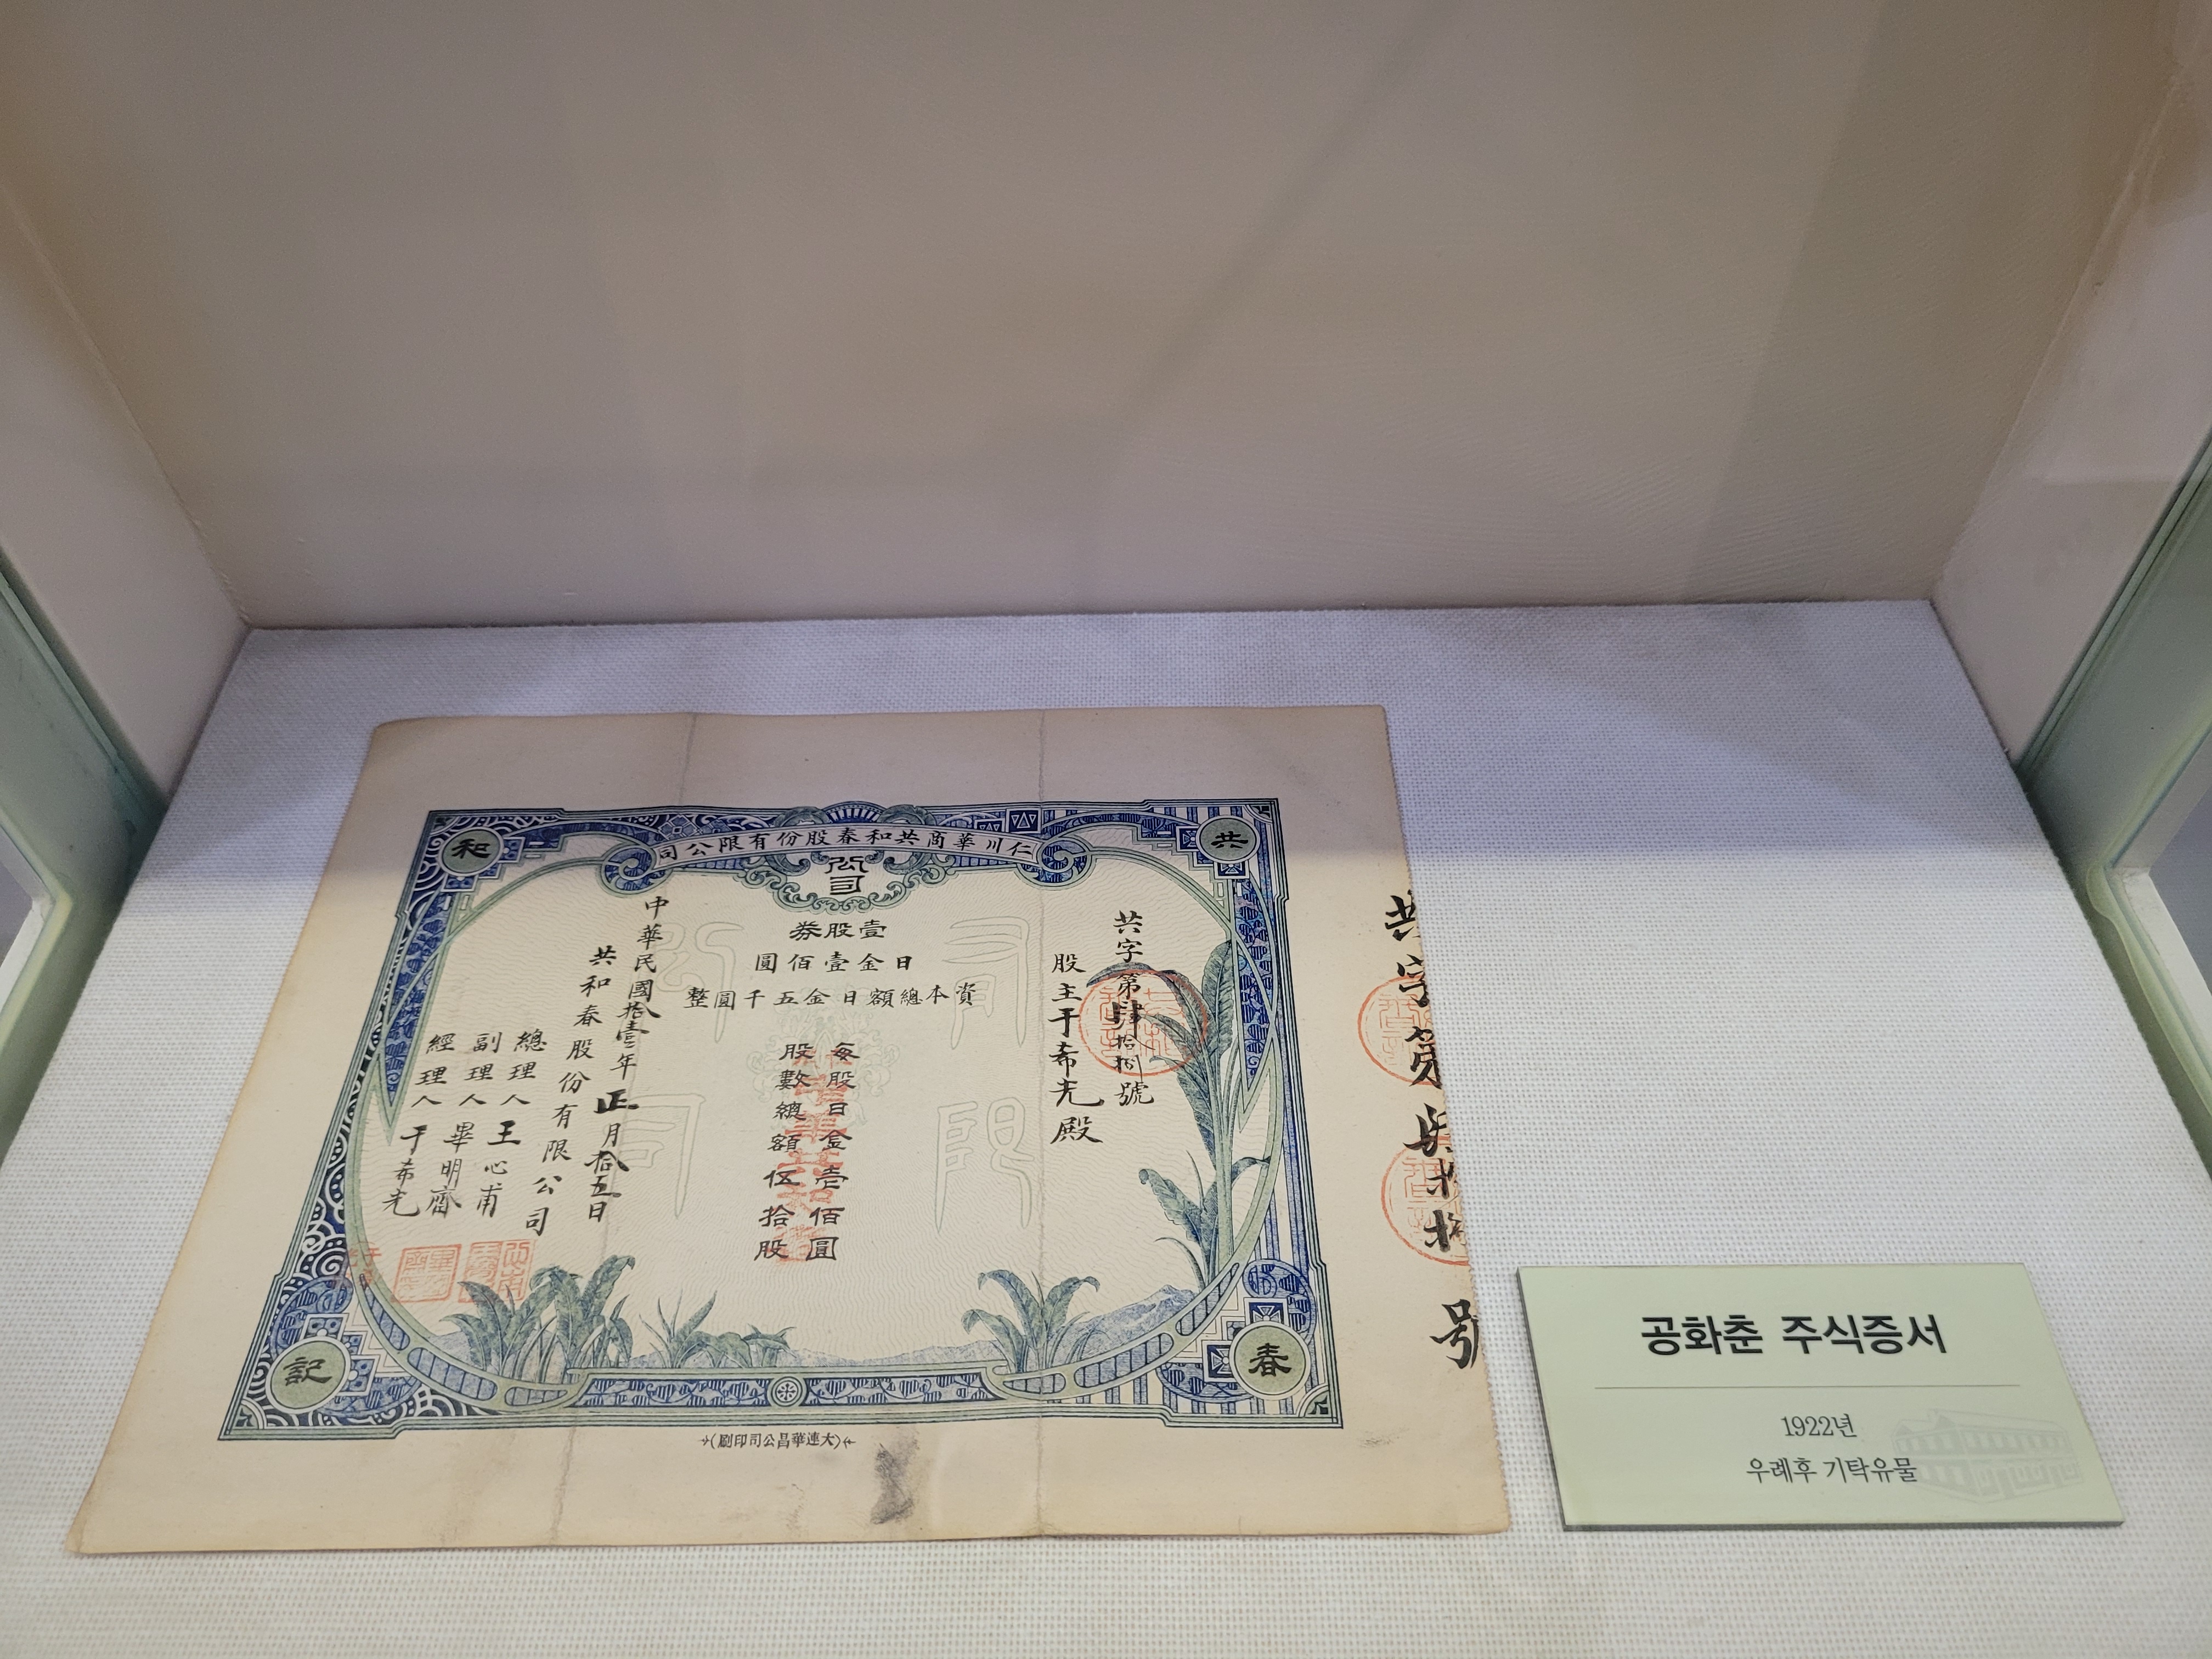 仁川華商共和春股份有限公司
共
和
春
記
公司
壹股券
日金壹佰圓
資本總額日金五千圓整
共字第肆拾捌號
股主于希光殿
每股日金壹佰圓
股數總額伍拾股
中華民國拾壹年正月拾五日
共和春股份有限公司
總理人王心甫
副理人畢明齋
經理人于希光
(大連華昌公司印刷)
공화춘 주식증서
1922년
우례후 기탁유물